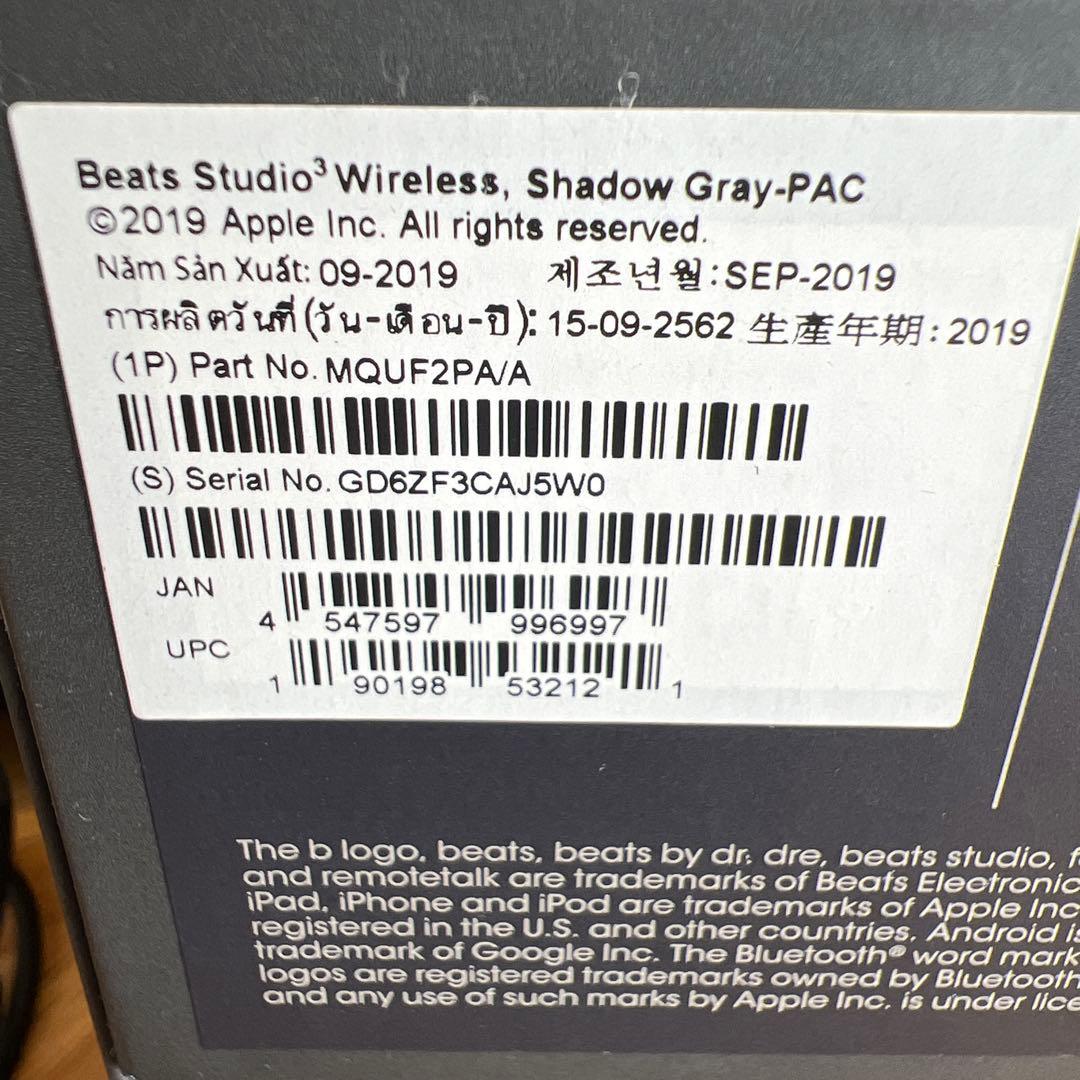 Beats Studio³ Wireless, Shadow Gray-PAC
©2019 Apple Inc. All rights reserved.
Năm Sản Xuất: 09-2019 제조년월:SEP-2019
การผลิตวันที่ (วัน-เดือน-ปี): 15-09-2562 生產年期: 2019
(1P) Part No. MQUF2PA/A
(S) Serial No. GD6ZF3CAJ5W0
JAN
4 547597 996997
UPC
1 90198 53212 1
The b logo, beats, beats by dr. dre, beats studio,
and remotetalk are trademarks of Beats Electronic
iPad, iPhone and iPod are trademarks of Apple Inc
registered in the U.S. and other countries. Android is
trademark of Google Inc. The Bluetooth® word mark
logos are registered trademarks owned by Bluetooth
and any use of such marks by Apple Inc. is under lice